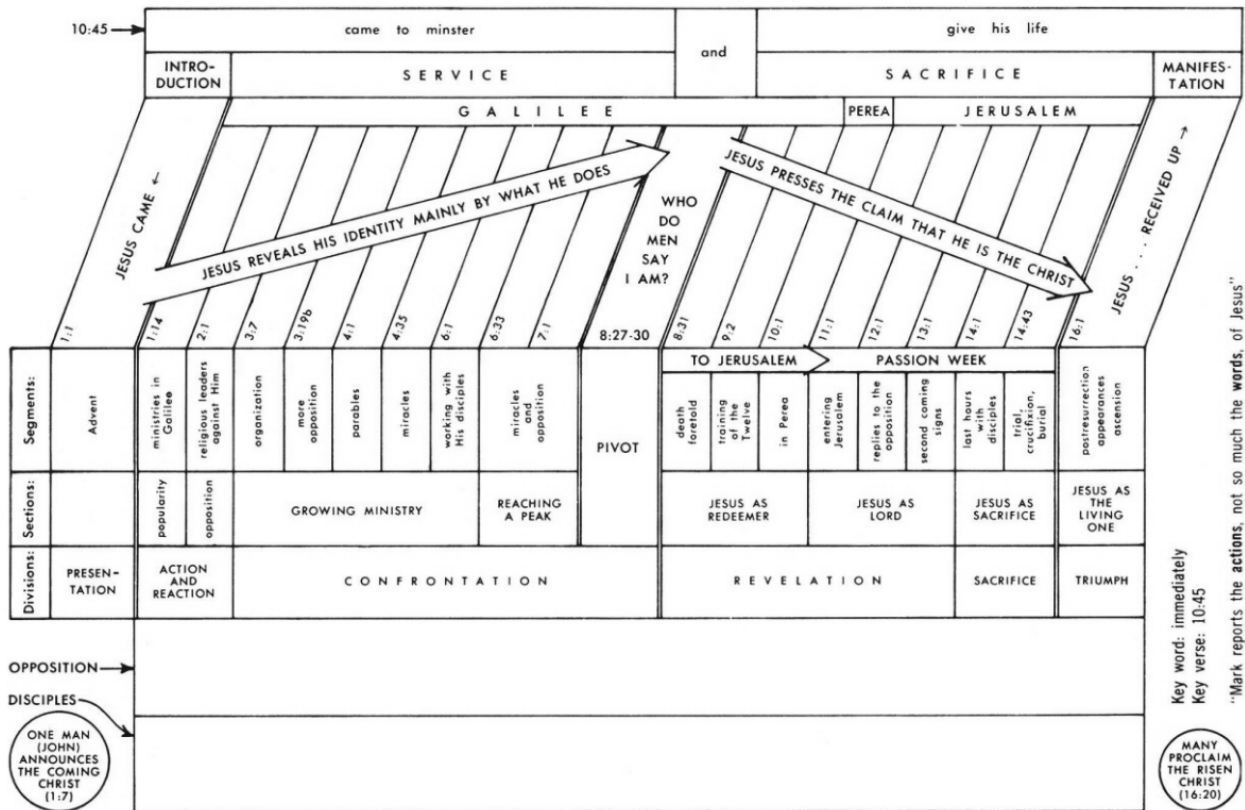 10:45
came to minster
and
give his life
INTRO-
DUCTION
SERVICE
SACRIFICE
MANIFES-
TATION
GALILEE
PEREA
JERUSALEM
JESUS CAME ←
JESUS REVEALS HIS IDENTITY MAINLY BY WHAT HE DOES
WHO
DO
MEN
SAY
I AM?
JESUS PRESSES THE CLAIM THAT HE IS THE CHRIST
JESUS . . . . RECEIVED UP →
1:1
1:14
2:1
3:7
3:19b
4:1
4:35
6:1
6:33
7:1
8:27-30
8:31
9:2
10:1
11:1
12:1
13:1
14:1
14:43
16:1
Segments:
Advent
ministries in
Galilee
religious leaders
against Him
organization
more
opposition
parables
miracles
working with
His disciples
miracles
and
opposition
PIVOT
TO JERUSALEM
PASSION WEEK
death
foretold
training
of the
Twelve
in Perea
entering
Jerusalem
replies to the
opposition
second coming
signs
last hours
with
disciples
trial,
crucifixion,
burial
postresurrection
appearances
ascension
Sections:
popularity
opposition
GROWING MINISTRY
REACHING
A PEAK
JESUS AS
REDEEMER
JESUS AS
LORD
JESUS AS
SACRIFICE
JESUS AS
THE
LIVING
ONE
Divisions:
PRESEN-
TATION
ACTION
AND
REACTION
CONFRONTATION
REVELATION
SACRIFICE
TRIUMPH
OPPOSITION
DISCIPLES
ONE MAN
(JOHN)
ANNOUNCES
THE COMING
CHRIST
(1:7)
MANY
PROCLAIM
THE RISEN
CHRIST
(16:20)
Key word: immediately
Key verse: 10:45
"Mark reports the actions, not so much the words, of Jesus"